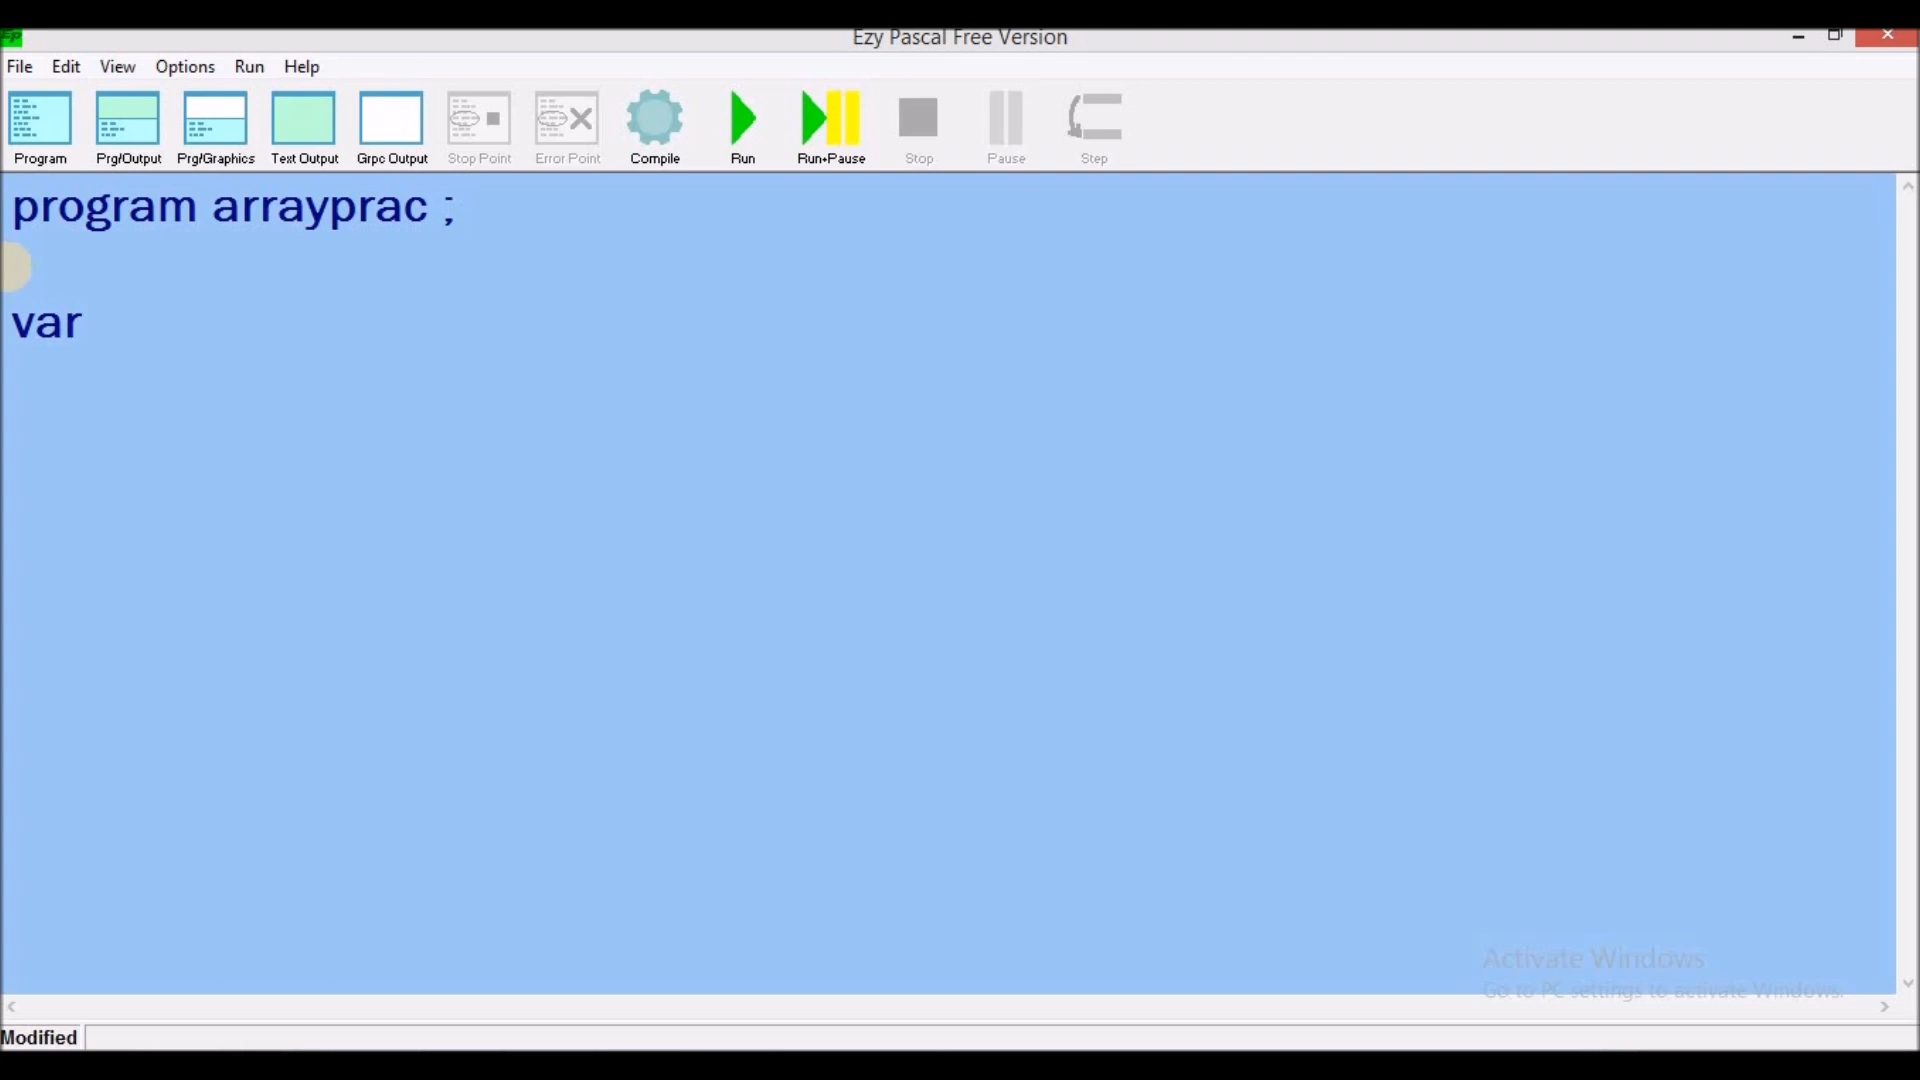 Ezy Pascal Free Version
File Edit View Options Run Help
Program Prg/Output Prg/Graphics Text Output Grpc Output Stop Point Error Point Compile Run Run+Pause Stop Pause Step
program arrayprac ;
var
Activate Windows
Go to PC settings to activate Windows.
Modified